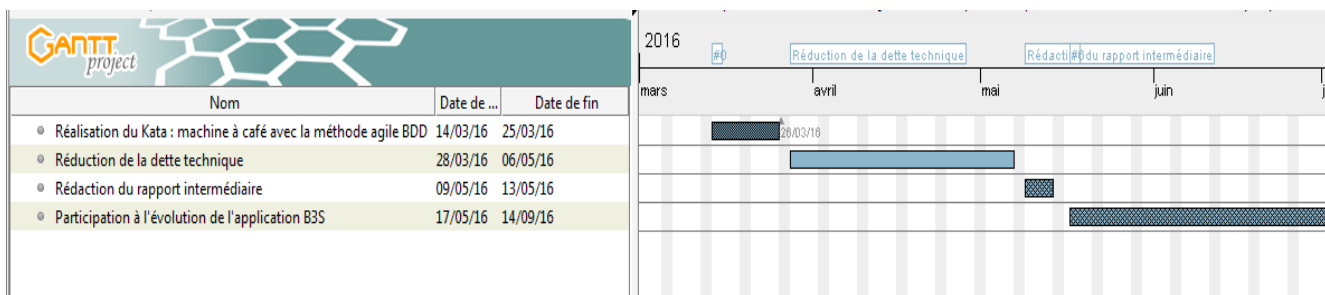 GANTT
project
Nom Date de ... Date de fin
Réalisation du Kata : machine à café avec la méthode agile BDD 14/03/16 25/03/16
Réduction de la dette technique 28/03/16 06/05/16
Rédaction du rapport intermédiaire 09/05/16 13/05/16
Participation à l'évolution de l'application B3S 17/05/16 14/09/16
2016
#0 Réduction de la dette technique Rédacti #6 du rapport intermédiaire
mars avril mai juin j
26/03/16